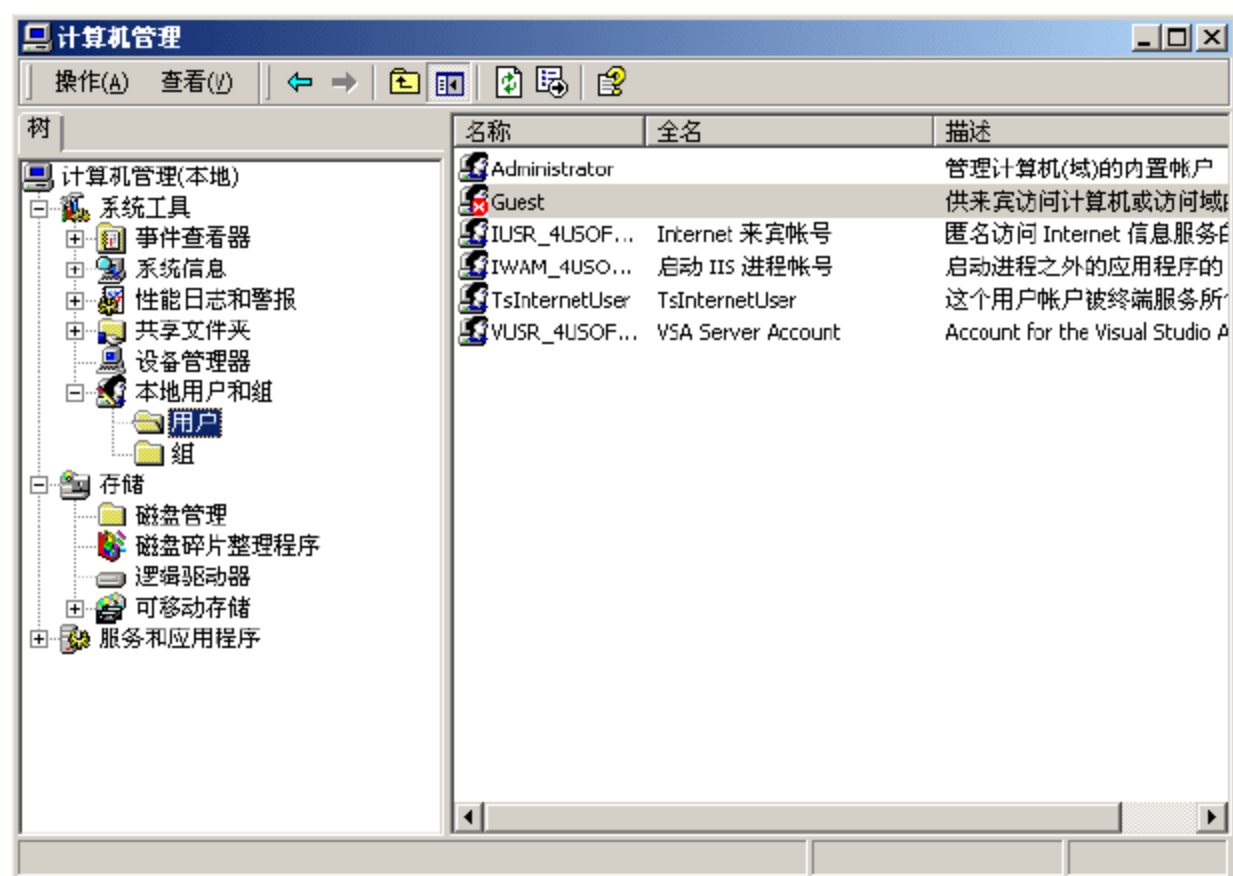 计算机管理
操作(A) 查看(V)
树
计算机管理(本地)
系统工具
事件查看器
系统信息
性能日志和警报
共享文件夹
设备管理器
本地用户和组
用户
组
存储
磁盘管理
磁盘碎片整理程序
逻辑驱动器
可移动存储
服务和应用程序
名称 全名 描述
Administrator 管理计算机(域)的内置帐户
Guest 供来宾访问计算机或访问域
IUSR_4USOF... Internet 来宾帐号 匿名访问 Internet 信息服务
IWAM_4USO... 启动 IIS 进程帐号 启动进程之外的应用程序的
TsInternetUser TsInternetUser 这个用户帐户被终端服务所
VUSR_4USOF... VSA Server Account Account for the Visual Studio A